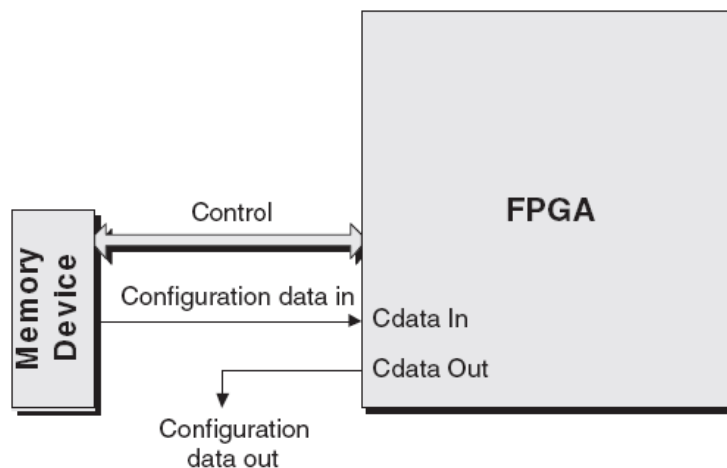 Control
FPGA
Memory
Device
Configuration data in
Cdata In
Cdata Out
Configuration
data out